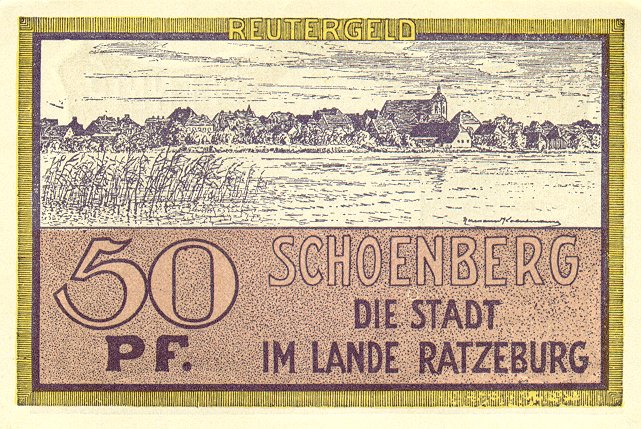 REUTERGELD
50
PF.
SCHOENBERG
DIE STADT
IM LANDE RATZEBURG